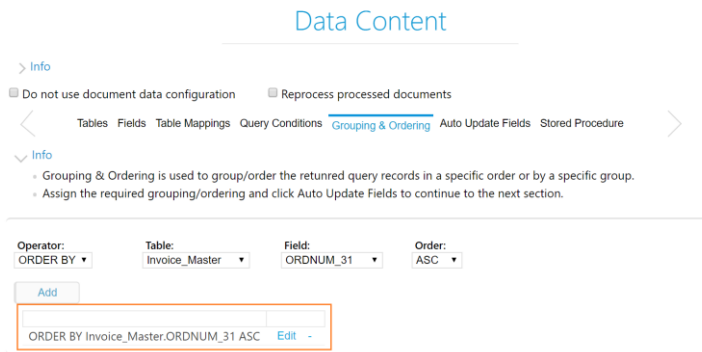 Data Content
Info
Do not use document data configuration Reprocess processed documents
Tables Fields Table Mappings Query Conditions Grouping & Ordering Auto Update Fields Stored Procedure
Info
Grouping & Ordering is used to group/order the retunred query records in a specific order or by a specific group.
Assign the required grouping/ordering and click Auto Update Fields to continue to the next section.
Operator: Table: Field: Order:
ORDER BY Invoice_Master ORDNUM_31 ASC
Add
ORDER BY Invoice_Master.ORDNUM_31 ASC Edit -